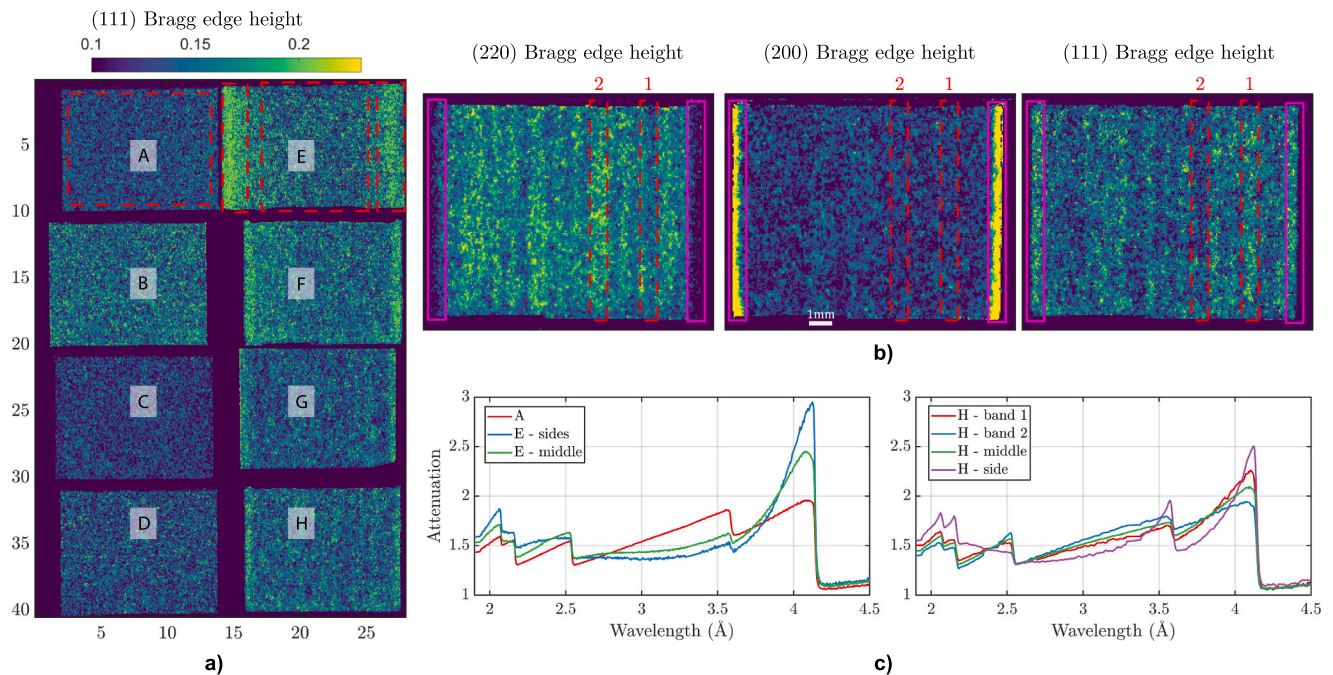 (111) Bragg edge height
0.1 0.15 0.2
5
10
15
20
25
30
35
40
A E
B F
C G
D H
5 10 15 20 25
a)
(220) Bragg edge height (200) Bragg edge height (111) Bragg edge height
2 1 2 1 2 1
1mm
b)
Attenuation
3
2.5
2
1.5
1
A
E - sides
E - middle
2 2.5 3 3.5 4 4.5
Wavelength (Å)
3
2.5
2
1.5
1
H - band 1
H - band 2
H - middle
H - side
2 2.5 3 3.5 4 4.5
Wavelength (Å)
c)